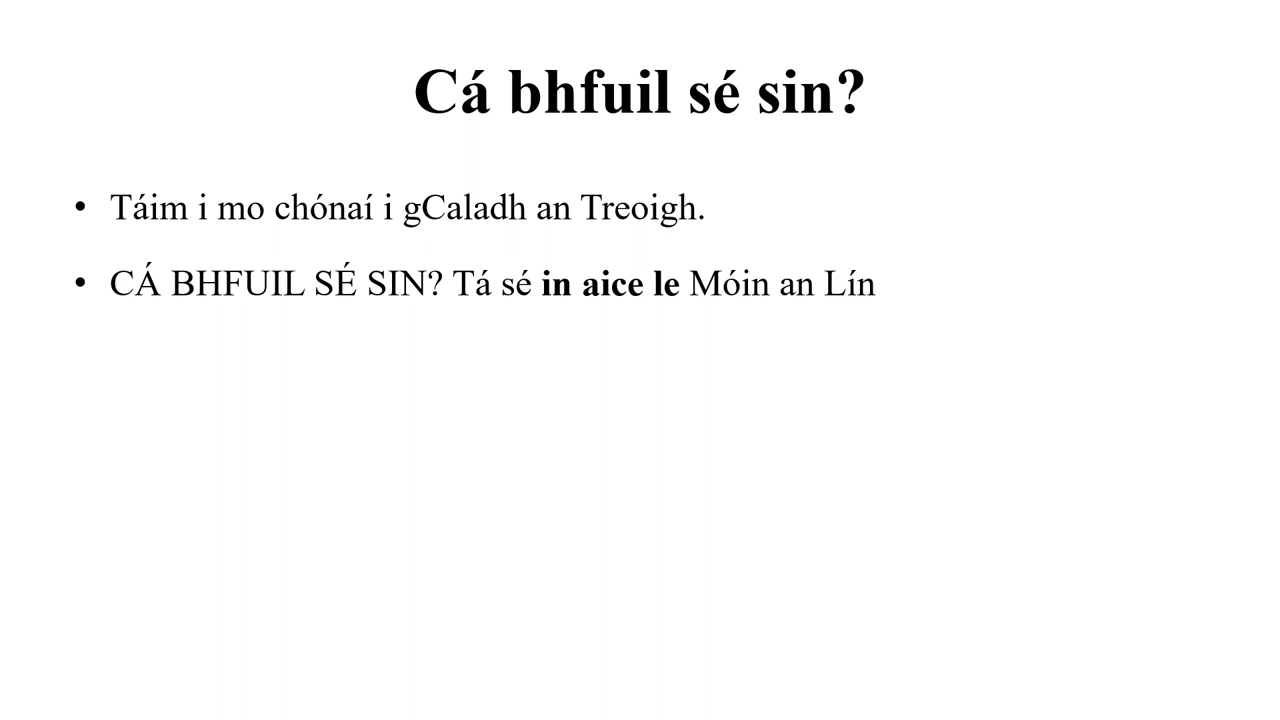 Cá bhfuil sé sin?
• Táim i mo chónaí i gCaladh an Treoigh.
• CÁ BHFUIL SÉ SIN? Tá sé in aice le Móin an Lín